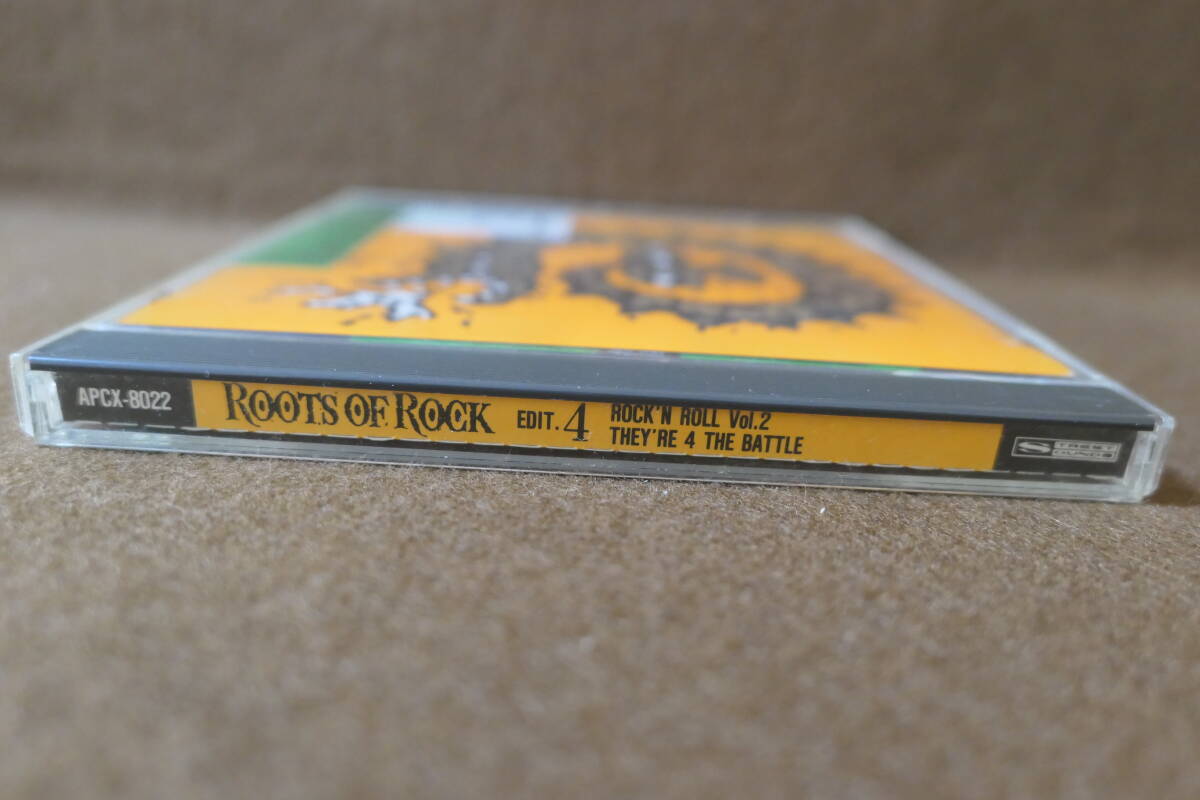 APCX-8022
ROOTS OF ROCK EDIT. 4
ROCK'N ROLL Vol.2
THEY'RE 4 THE BATTLE